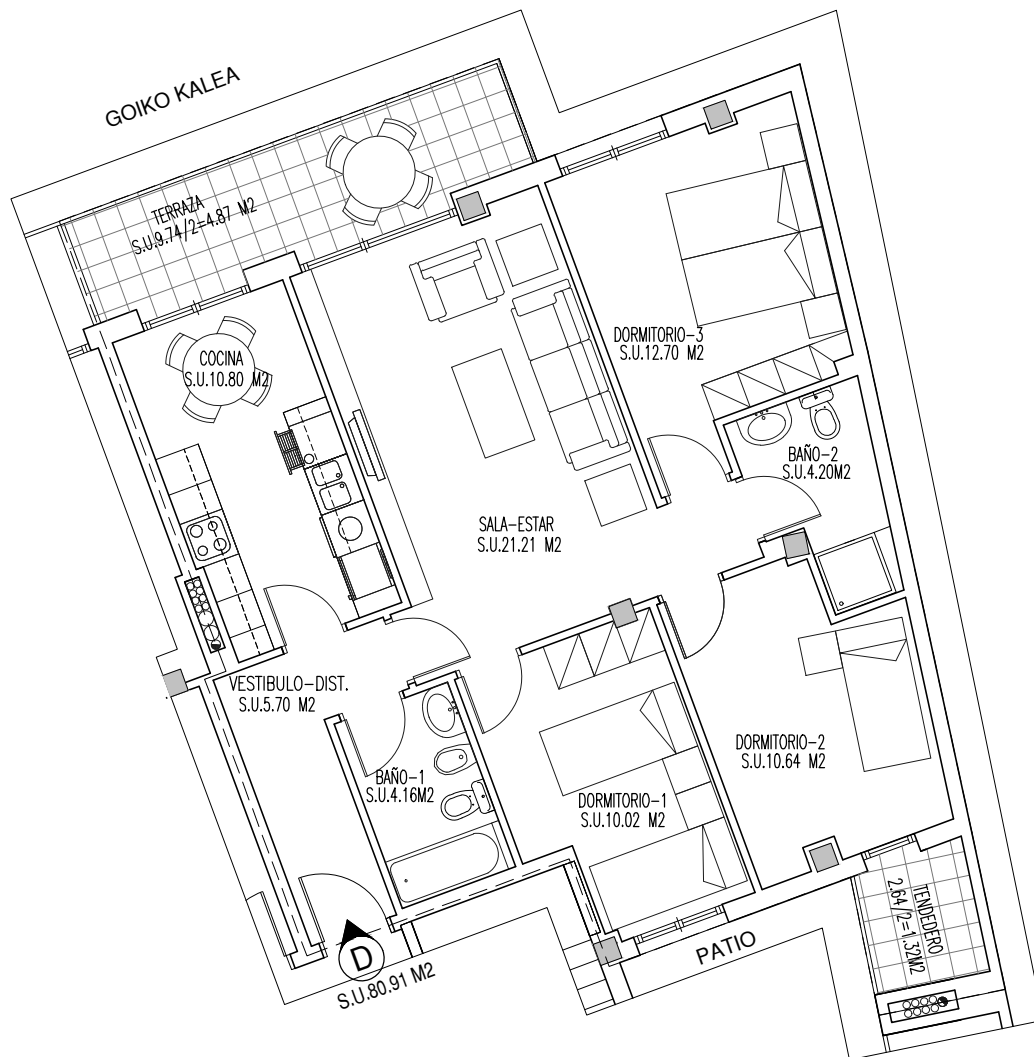 GOIKO KALEA
TERRAZA
S.U.9.74/2=4.87 M2
COCINA
S.U.10.80 M2
DORMITORIO-3
S.U.12.70 M2
BAÑO-2
S.U.4.20M2
SALA-ESTAR
S.U.21.21 M2
VESTIBULO-DIST.
S.U.5.70 M2
BAÑO-1
S.U.4.16M2
DORMITORIO-1
S.U.10.02 M2
DORMITORIO-2
S.U.10.64 M2
TENDEDERO
2.64/2=1.32M2
PATIO
D
S.U.80.91 M2